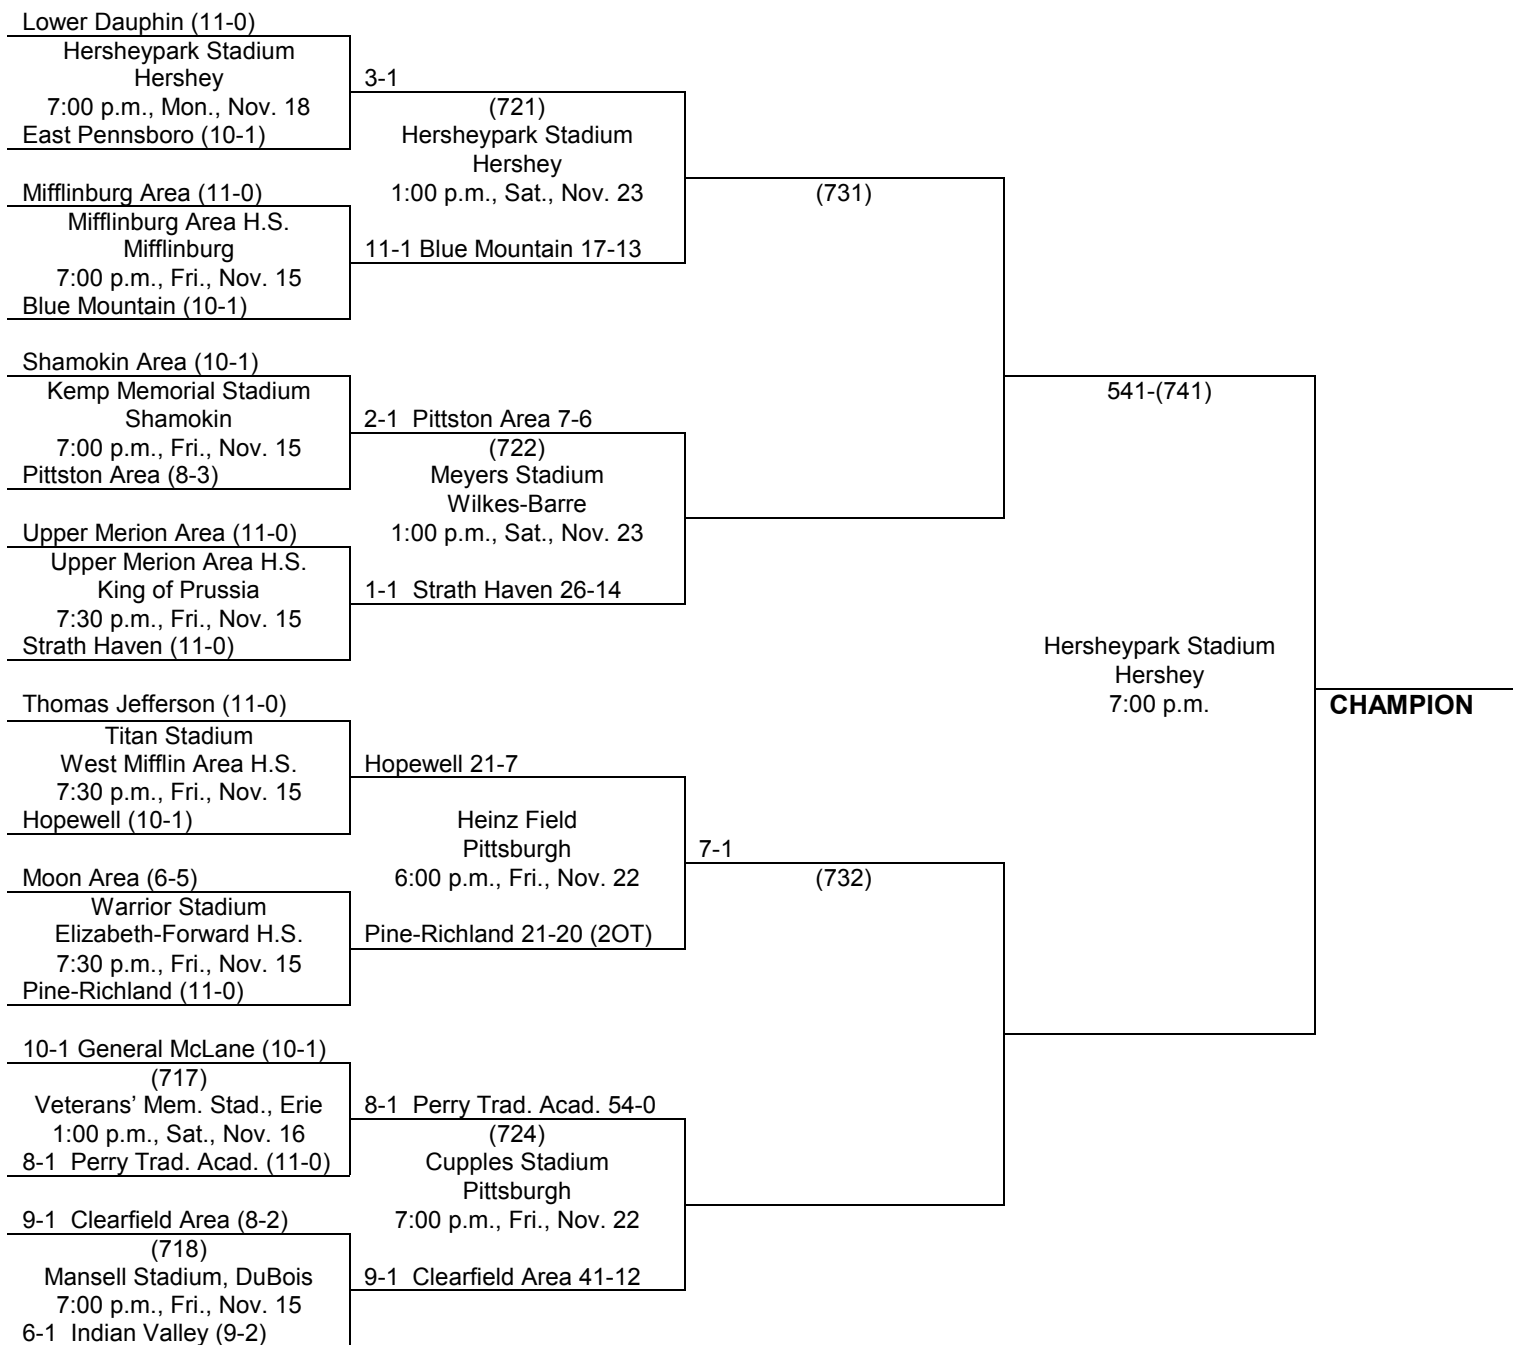 Lower Dauphin (11-0)
Hersheypark Stadium
Hershey
7:00 p.m., Mon., Nov. 18
East Pennsboro (10-1)
3-1
(721)
Hersheypark Stadium
Hershey
1:00 p.m., Sat., Nov. 23
Mifflinburg Area (11-0)
Mifflinburg Area H.S.
Mifflinburg
7:00 p.m., Fri., Nov. 15
Blue Mountain (10-1)
11-1 Blue Mountain 17-13
(731)
Shamokin Area (10-1)
Kemp Memorial Stadium
Shamokin
7:00 p.m., Fri., Nov. 15
Pittston Area (8-3)
2-1 Pittston Area 7-6
(722)
Meyers Stadium
Wilkes-Barre
1:00 p.m., Sat., Nov. 23
Upper Merion Area (11-0)
Upper Merion Area H.S.
King of Prussia
7:30 p.m., Fri., Nov. 15
Strath Haven (11-0)
1-1 Strath Haven 26-14
541-(741)
Hersheypark Stadium
Hershey
7:00 p.m.
CHAMPION
Thomas Jefferson (11-0)
Titan Stadium
West Mifflin Area H.S.
7:30 p.m., Fri., Nov. 15
Hopewell (10-1)
Hopewell 21-7
Heinz Field
Pittsburgh
6:00 p.m., Fri., Nov. 22
7-1
(732)
Moon Area (6-5)
Warrior Stadium
Elizabeth-Forward H.S.
7:30 p.m., Fri., Nov. 15
Pine-Richland (11-0)
Pine-Richland 21-20 (2OT)
10-1 General McLane (10-1)
(717)
Veterans' Mem. Stad., Erie
1:00 p.m., Sat., Nov. 16
8-1 Perry Trad. Acad. (11-0)
8-1 Perry Trad. Acad. 54-0
(724)
Cupples Stadium
Pittsburgh
7:00 p.m., Fri., Nov. 22
9-1 Clearfield Area (8-2)
(718)
Mansell Stadium, DuBois
7:00 p.m., Fri., Nov. 15
6-1 Indian Valley (9-2)
9-1 Clearfield Area 41-12